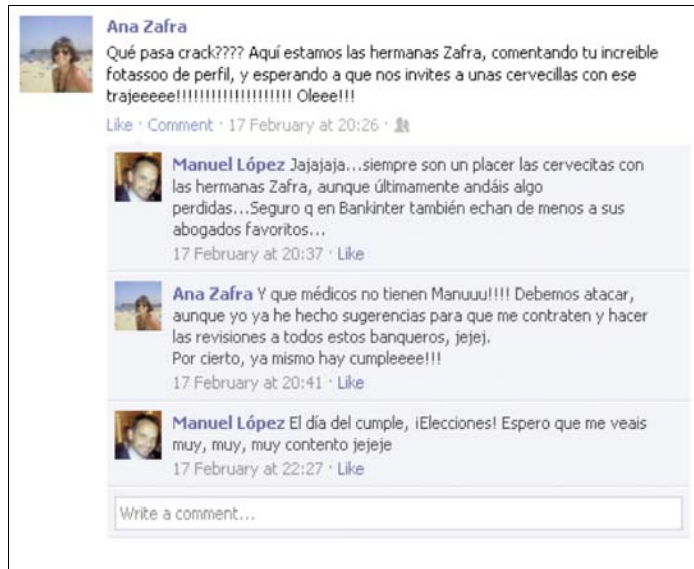 Ana Zafra
Qué pasa crack???? Aquí estamos las hermanas Zafra, comentando tu increible
fotassoo de perfil, y esperando a que nos invites a unas cervecillas con ese
trajeeeee!!!!!!!!!!!!!!!!!!!! Oleee!!!
Like · Comment · 17 February at 20:26 ·
Manuel López Jajajaja...siempre son un placer las cervecitas con
las hermanas Zafra, aunque últimamente andáis algo
perdidas...Seguro q en Bankinter también echan de menos a sus
abogados favoritos...
17 February at 20:37 · Like
Ana Zafra Y que médicos no tienen Manuuu!!!! Debemos atacar,
aunque yo ya he hecho sugerencias para que me contraten y hacer
las revisiones a todos estos banqueros, jejej.
Por cierto, ya mismo hay cumpleeee!!!
17 February at 20:41 · Like
Manuel López El día del cumple, ¡Elecciones! Espero que me veais
muy, muy, muy contento jejeje
17 February at 22:27 · Like
Write a comment...